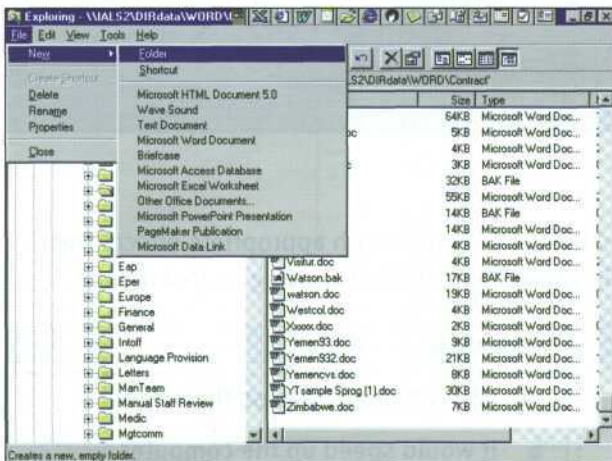 Exploring - \\IALS2\DIRdata\WORD\
File Edit View Tools Help
New
Create Shortcut
Delete
Rename
Properties
Close
Folder
Shortcut
Microsoft HTML Document 5.0
Wave Sound
Text Document
Microsoft Word Document
Briefcase
Microsoft Access Database
Microsoft Excel Worksheet
Other Office Documents...
Microsoft PowerPoint Presentation
PageMaker Publication
Microsoft Data Link
LS2\DIRdata\WORD\Contract'
Size Type
64KB Microsoft Word Doc...
5KB Microsoft Word Doc...
4KB Microsoft Word Doc...
3KB Microsoft Word Doc...
32KB BAK File
55KB Microsoft Word Doc...
14KB BAK File
14KB Microsoft Word Doc...
4KB Microsoft Word Doc...
Visitur.doc 4KB Microsoft Word Doc...
Eap Watson.bak 17KB BAK File
Eper watson.doc 19KB Microsoft Word Doc...
Europe Westcol.doc 4KB Microsoft Word Doc...
Finance Xxxxx.doc 2KB Microsoft Word Doc...
General Yemen93.doc 9KB Microsoft Word Doc...
Intoff Yemen932.doc 21KB Microsoft Word Doc...
Language Provision Yemencvs.doc 8KB Microsoft Word Doc...
Letters YTsample Sprog (1).doc 30KB Microsoft Word Doc...
ManTeam Zimbabwe.doc 7KB Microsoft Word Doc...
Manual Staff Review
Medic
Mgtcomm
Creates a new, empty folder.